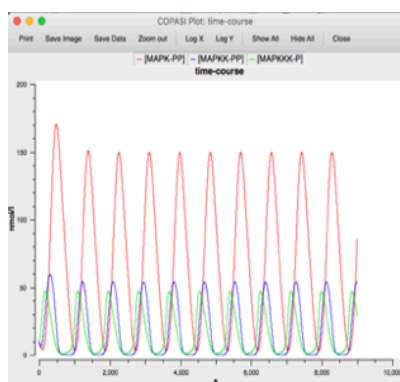 COPASI Plot: time-course
Print Save Image Save Data Zoom out Log X Log Y Show All Hide All Close
[MAPK-PP] [MAPKK-PP] [MAPKKK-P]
time-course
200
150
nmol/l
100
50
0
0 2,000 4,000 6,000 8,000 10,000
s